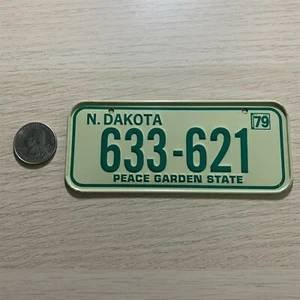 N. DAKOTA 79
633-621
PEACE GARDEN STATE